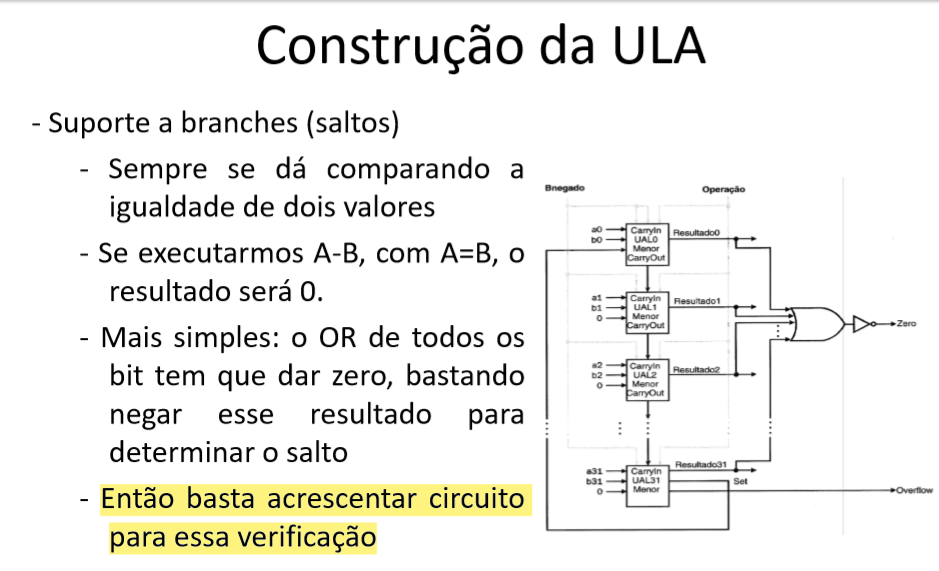 Construção da ULA
- Suporte a branches (saltos)
- Sempre se dá comparando a
igualdade de dois valores
- Se executarmos A-B, com A=B, o
resultado será 0.
- Mais simples: o OR de todos os
bit tem que dar zero, bastando
negar esse resultado para
determinar o salto
- Então basta acrescentar circuito
para essa verificação
Bnegado
Operação
a0
b0
CarryIn
UAL0
Menor
CarryOut
Resultado0
a1
b1
0
CarryIn
UAL1
Menor
CarryOut
Resultado1
a2
b2
0
CarryIn
UAL2
Menor
CarryOut
Resultado2
Zero
a31
b31
0
CarryIn
UAL31
Menor
Resultado31
Set
Overflow